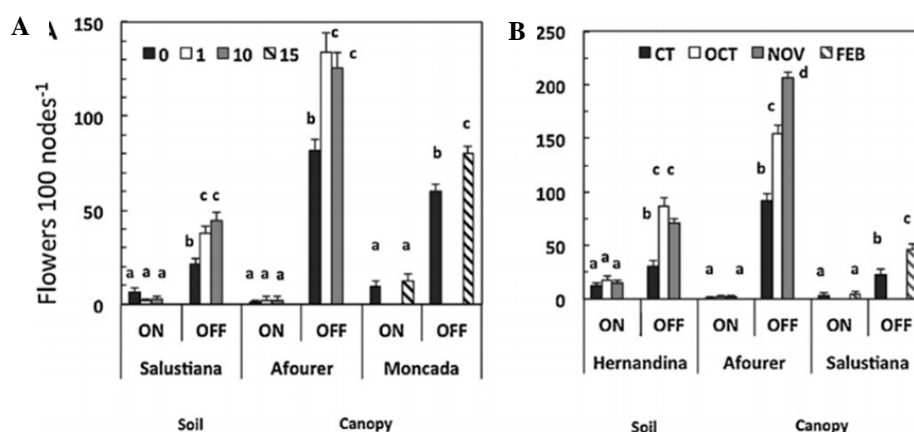 A
B
0 1 10 15
Flowers 100 nodes-1
150
100
50
0
a a a b c c a a a b c c a a b c
ON OFF ON OFF ON OFF
Salustiana Afourer Moncada
Soil Canopy
CT OCT NOV FEB
250
200
150
100
50
0
a a a b c c a a b c d a a b c
ON OFF ON OFF ON OFF
Hernandina Afourer Salustiana
Soil Canopy